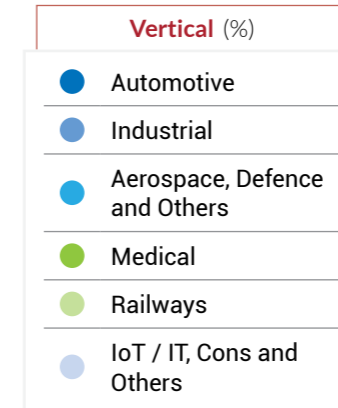 Vertical (%)
Automotive
Industrial
Aerospace, Defence
and Others
Medical
Railways
IoT / IT, Cons and
Others